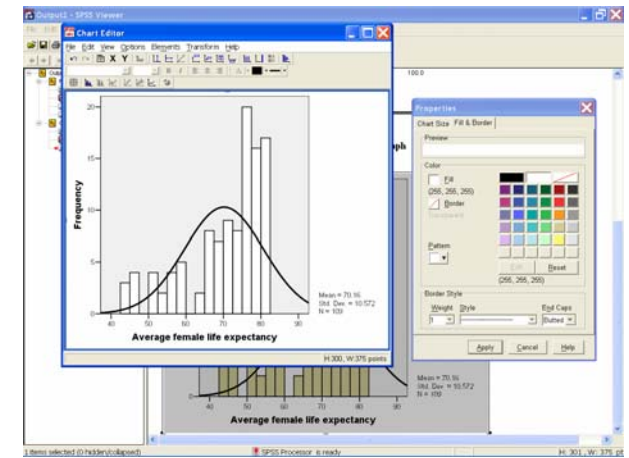 Output2 - SPSS Viewer
Chart Editor
File Edit View Options Elements Transform Help
X Y
20
15
10
5
0
Frequency
40 50 60 70 80 90
Average female life expectancy
Mean = 70.16
Std. Dev. = 10.572
N = 109
H:300, W:375 points
100.0
Properties
Chart Size Fill & Border
Preview
Color
Fill
(255, 255, 255)
Border
Transparent
Pattern
Edit Reset
(255, 255, 255)
Border Style
Weight Style End Caps
1 Butted
Apply Cancel Help
Mean = 70.16
Std. Dev. = 10.572
N = 109
40 50 60 70 80 90
Average female life expectancy
1 items selected (0 hidden/collapsed) SPSS Processor is ready H: 301, W: 375 pt